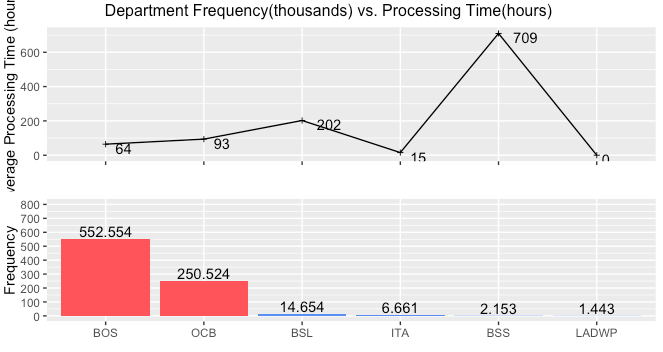 Department Frequency(thousands) vs. Processing Time(hours)
Processing Time
600
400
200
0
64
93
202
15
709
0
Frequency
800
700
600
500
400
300
200
100
0
552.554
250.524
14.654
6.661
2.153
1.443
BOS
OCB
BSL
ITA
BSS
LADWP